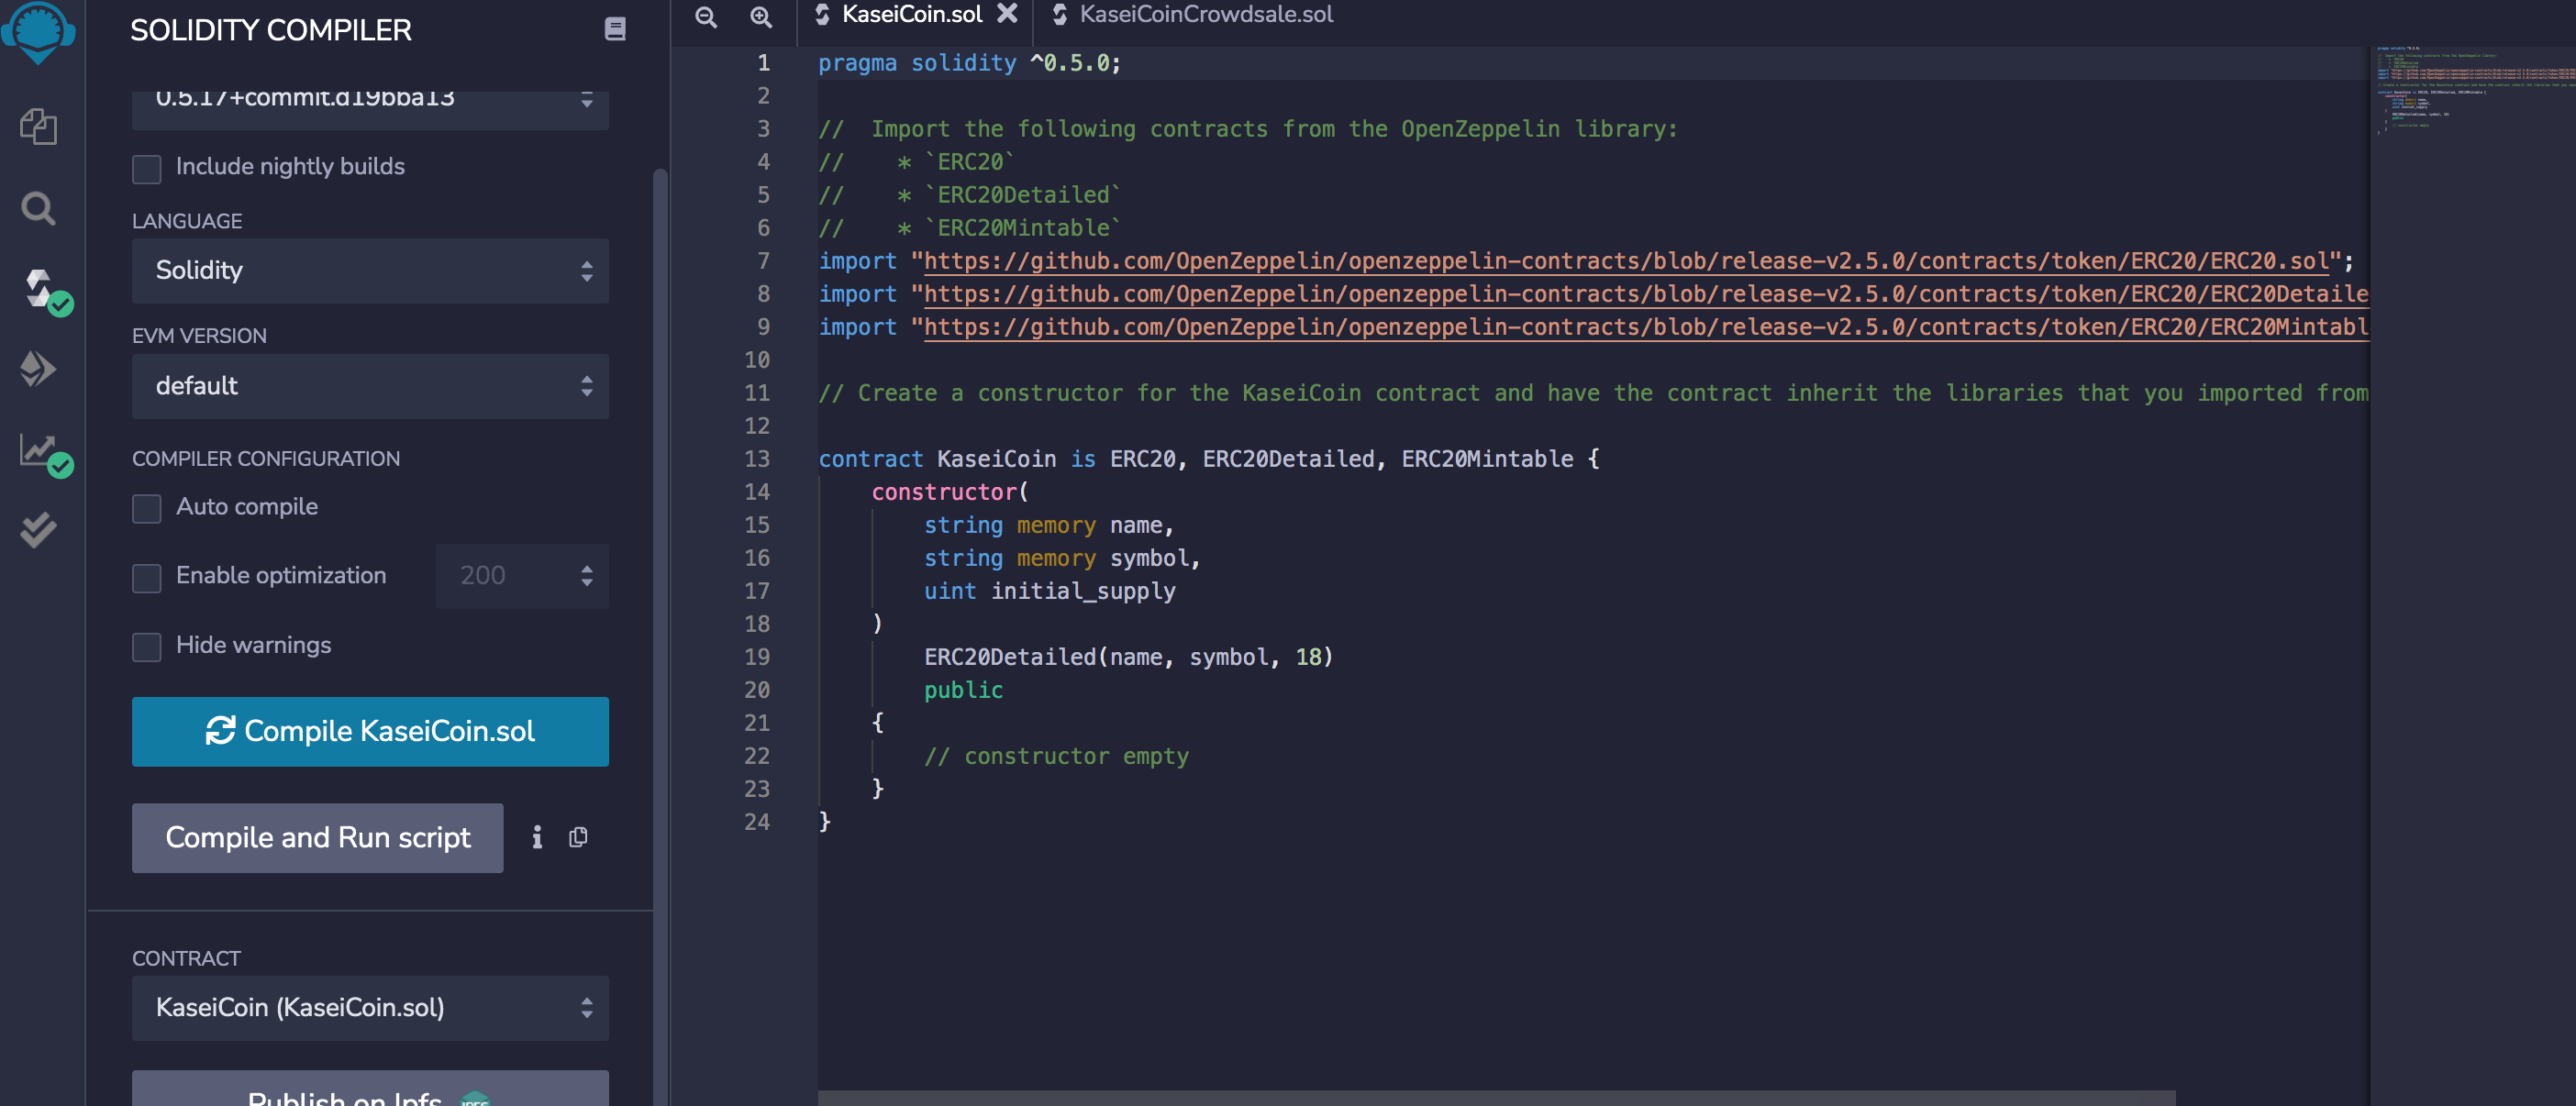 SOLIDITY COMPILER
0.5.17+commit.d19bba13
Include nightly builds
LANGUAGE
Solidity
EVM VERSION
default
COMPILER CONFIGURATION
Auto compile
Enable optimization
200
Hide warnings
Compile KaseiCoin.sol
Compile and Run script
CONTRACT
KaseiCoin (KaseiCoin.sol)
Publish on Ipfs
KaseiCoin.sol
KaseiCoinCrowdsale.sol
1 pragma solidity ^0.5.0;
2
3 //  Import the following contracts from the OpenZeppelin library:
4 //    * `ERC20`
5 //    * `ERC20Detailed`
6 //    * `ERC20Mintable`
7 import "https://github.com/OpenZeppelin/openzeppelin-contracts/blob/release-v2.5.0/contracts/token/ERC20/ERC20.sol";
8 import "https://github.com/OpenZeppelin/openzeppelin-contracts/blob/release-v2.5.0/contracts/token/ERC20/ERC20Detaile
9 import "https://github.com/OpenZeppelin/openzeppelin-contracts/blob/release-v2.5.0/contracts/token/ERC20/ERC20Mintabl
10
11 // Create a constructor for the KaseiCoin contract and have the contract inherit the libraries that you imported from
12
13 contract KaseiCoin is ERC20, ERC20Detailed, ERC20Mintable {
14     constructor(
15         string memory name,
16         string memory symbol,
17         uint initial_supply
18     )
19         ERC20Detailed(name, symbol, 18)
20         public
21     {
22         // constructor empty
23     }
24 }